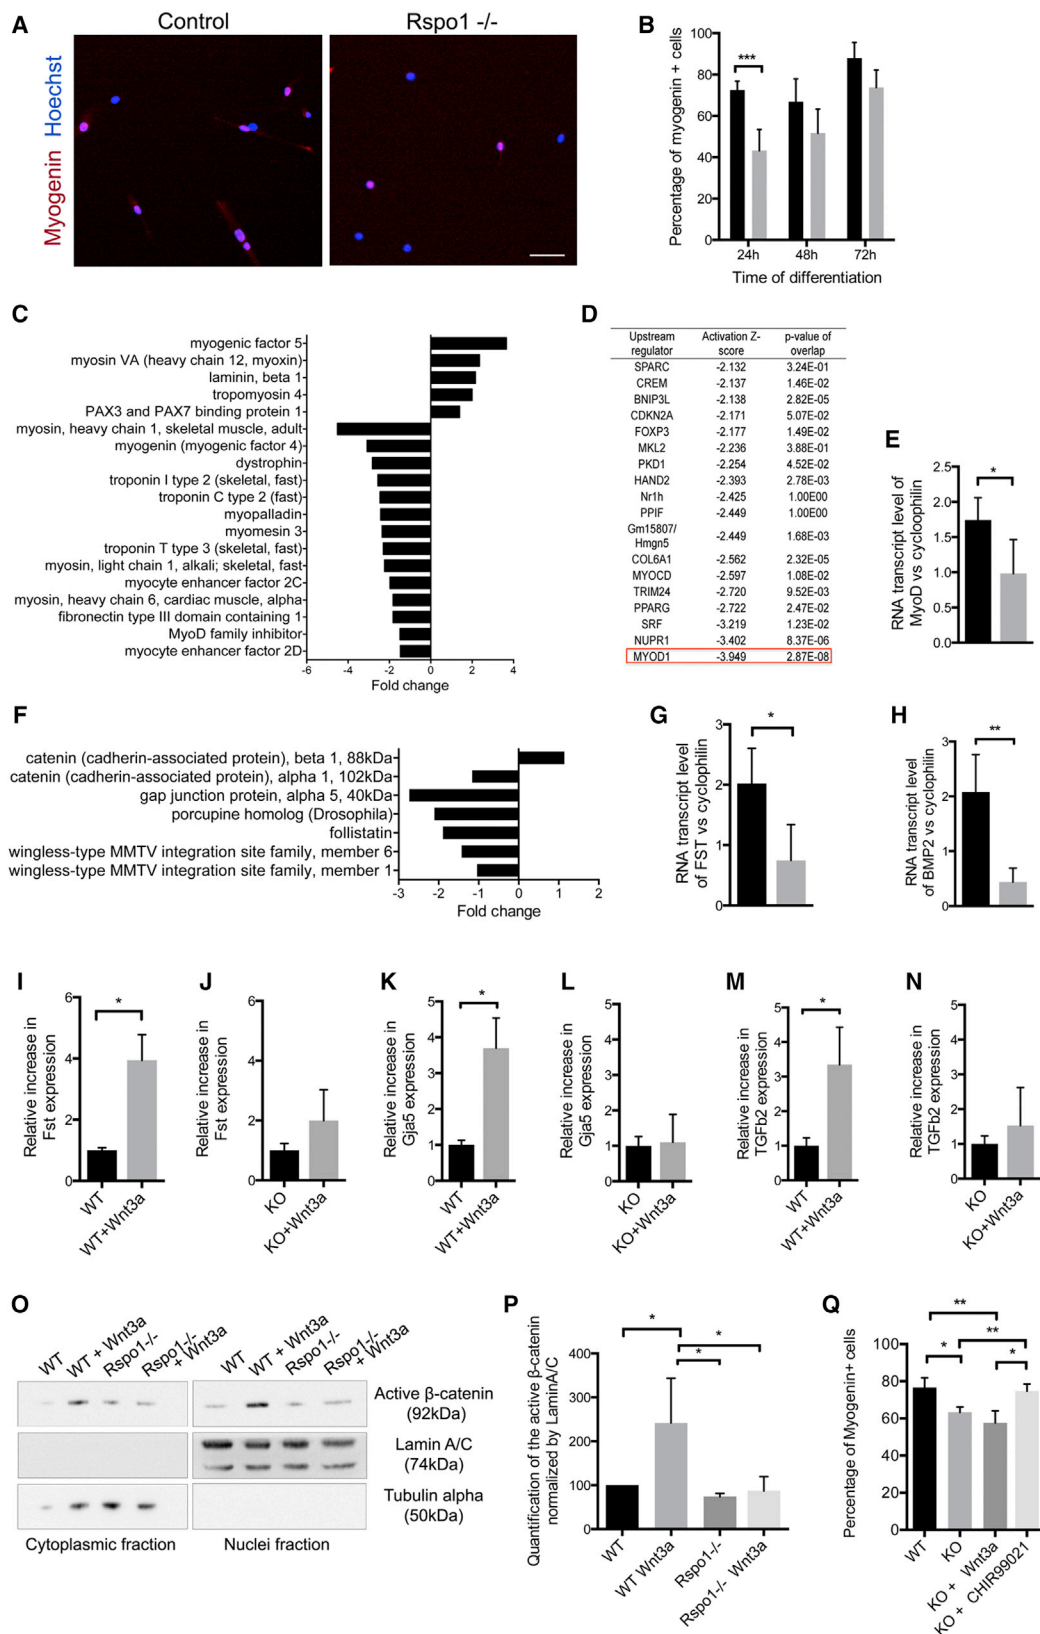 A
Control
Rspo1 -/-
Myogenin Hoechst
B
Percentage of myogenin + cells
100
80
60
40
20
0
***
24h
48h
72h
Time of differentiation
C
myogenic factor 5
myosin VA (heavy chain 12, myoxin)
laminin, beta 1
tropomyosin 4
PAX3 and PAX7 binding protein 1
myosin, heavy chain 1, skeletal muscle, adult
myogenin (myogenic factor 4)
dystrophin
troponin I type 2 (skeletal, fast)
troponin C type 2 (fast)
myopalladin
myomesin 3
troponin T type 3 (skeletal, fast)
myosin, light chain 1, alkali; skeletal, fast
myocyte enhancer factor 2C
myosin, heavy chain 6, cardiac muscle, alpha
fibronectin type III domain containing 1
MyoD family inhibitor
myocyte enhancer factor 2D
-6 -4 -2 0 2 4
Fold change
D
Upstream regulator Activation Z-score p-value of overlap
SPARC -2.132 3.24E-01
CREM -2.137 1.46E-02
BNIP3L -2.138 2.82E-05
CDKN2A -2.171 5.07E-02
FOXP3 -2.177 1.49E-02
MKL2 -2.236 3.88E-01
PKD1 -2.254 4.52E-02
HAND2 -2.393 2.78E-03
Nr1h -2.425 1.00E00
PPIF -2.449 1.00E00
Gm15807/
Hmgn5 -2.449 1.68E-03
COL6A1 -2.562 2.32E-05
MYOCD -2.597 1.08E-02
TRIM24 -2.720 9.52E-03
PPARG -2.722 2.47E-02
SRF -3.219 1.23E-02
NUPR1 -3.402 8.37E-06
MYOD1 -3.949 2.87E-08
E
RNA transcript level of
MyoD vs cycloophilin
2.5
2.0
1.5
1.0
0.5
0.0
*
F
catenin (cadherin-associated protein), beta 1, 88kDa
catenin (cadherin-associated protein), alpha 1, 102kDa
gap junction protein, alpha 5, 40kDa
porcupine homolog (Drosophila)
follistatin
wingless-type MMTV integration site family, member 6
wingless-type MMTV integration site family, member 1
-3 -2 -1 0 1 2
Fold change
G
RNA transcript level
of FST vs cyclophilin
3
2
1
0
*
H
RNA transcript level
of BMP2 vs cyclophilin
3
2
1
0
**
I
Relative increase in
Fst expression
6
4
2
0
*
WT
WT+Wnt3a
J
Relative increase in
Fst expression
6
4
2
0
KO
KO+Wnt3a
K
Relative increase in
Gja5 expression
5
4
3
2
1
0
*
WT
WT+Wnt3a
L
Relative increase in
Gja5 expression
5
4
3
2
1
0
KO
KO+Wnt3a
M
Relative increase in
TGFb2 expression
5
4
3
2
1
0
*
WT
WT+Wnt3a
N
Relative increase in
TGFb2 expression
5
4
3
2
1
0
KO
KO+Wnt3a
O
WT
WT + Wnt3a
Rspo1-/-
Rspo1-/-
+ Wnt3a
WT
WT + Wnt3a
Rspo1-/-
Rspo1-/-
+ Wnt3a
Active β-catenin
(92kDa)
Lamin A/C
(74kDa)
Tubulin alpha
(50kDa)
Cytoplasmic fraction
Nuclei fraction
P
Quantification of the active β-catenin
normalized by LaminA/C
400
300
200
100
0
*
*
*
WT
WT Wnt3a
Rspo1-/-
Rspo1-/- Wnt3a
Q
Percentage of Myogenin+ cells
100
80
60
40
20
0
**
*
**
*
WT
KO
KO + Wnt3a
KO + CHIR99021